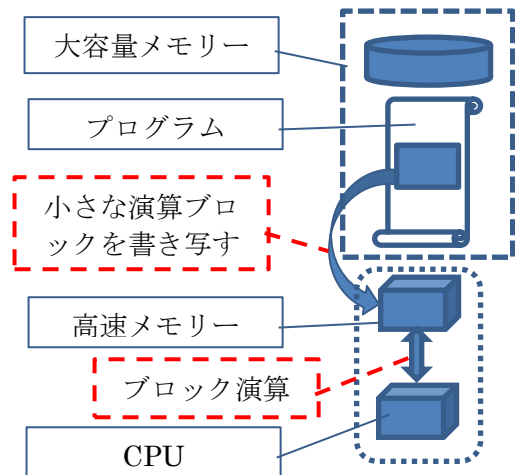 大容量メモリー
プログラム
小さな演算ブロ
ックを書き写す
高速メモリー
ブロック演算
CPU